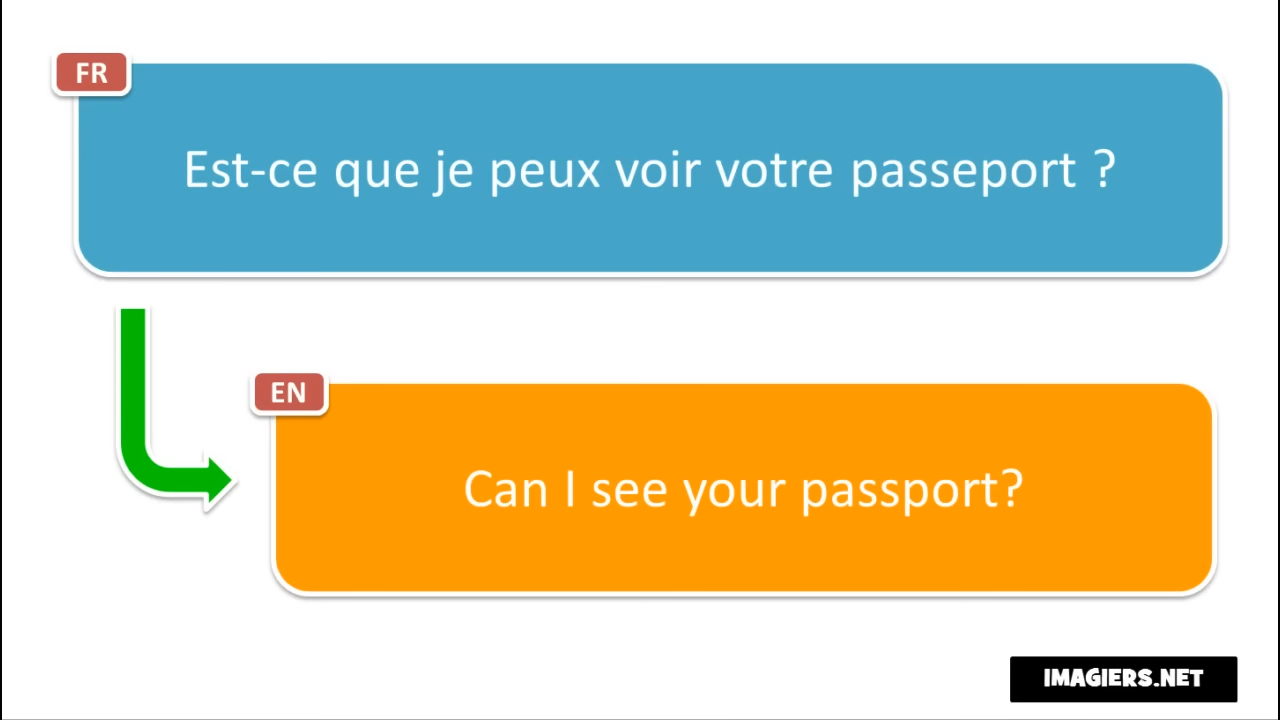 FR
Est-ce que je peux voir votre passeport ?
EN
Can I see your passport?
IMAGIERS.NET